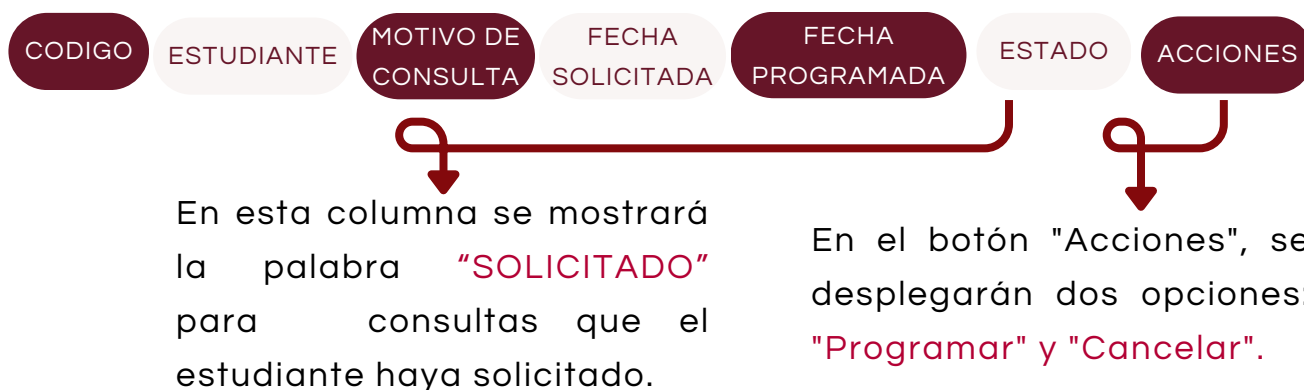 CODIGO
ESTUDIANTE
MOTIVO DE
CONSULTA
FECHA
SOLICITADA
FECHA
PROGRAMADA
ESTADO
ACCIONES
En esta columna se mostrará
la palabra “SOLICITADO”
para consultas que el
estudiante haya solicitado.
En el botón "Acciones", se
desplegarán dos opciones:
"Programar" y "Cancelar".